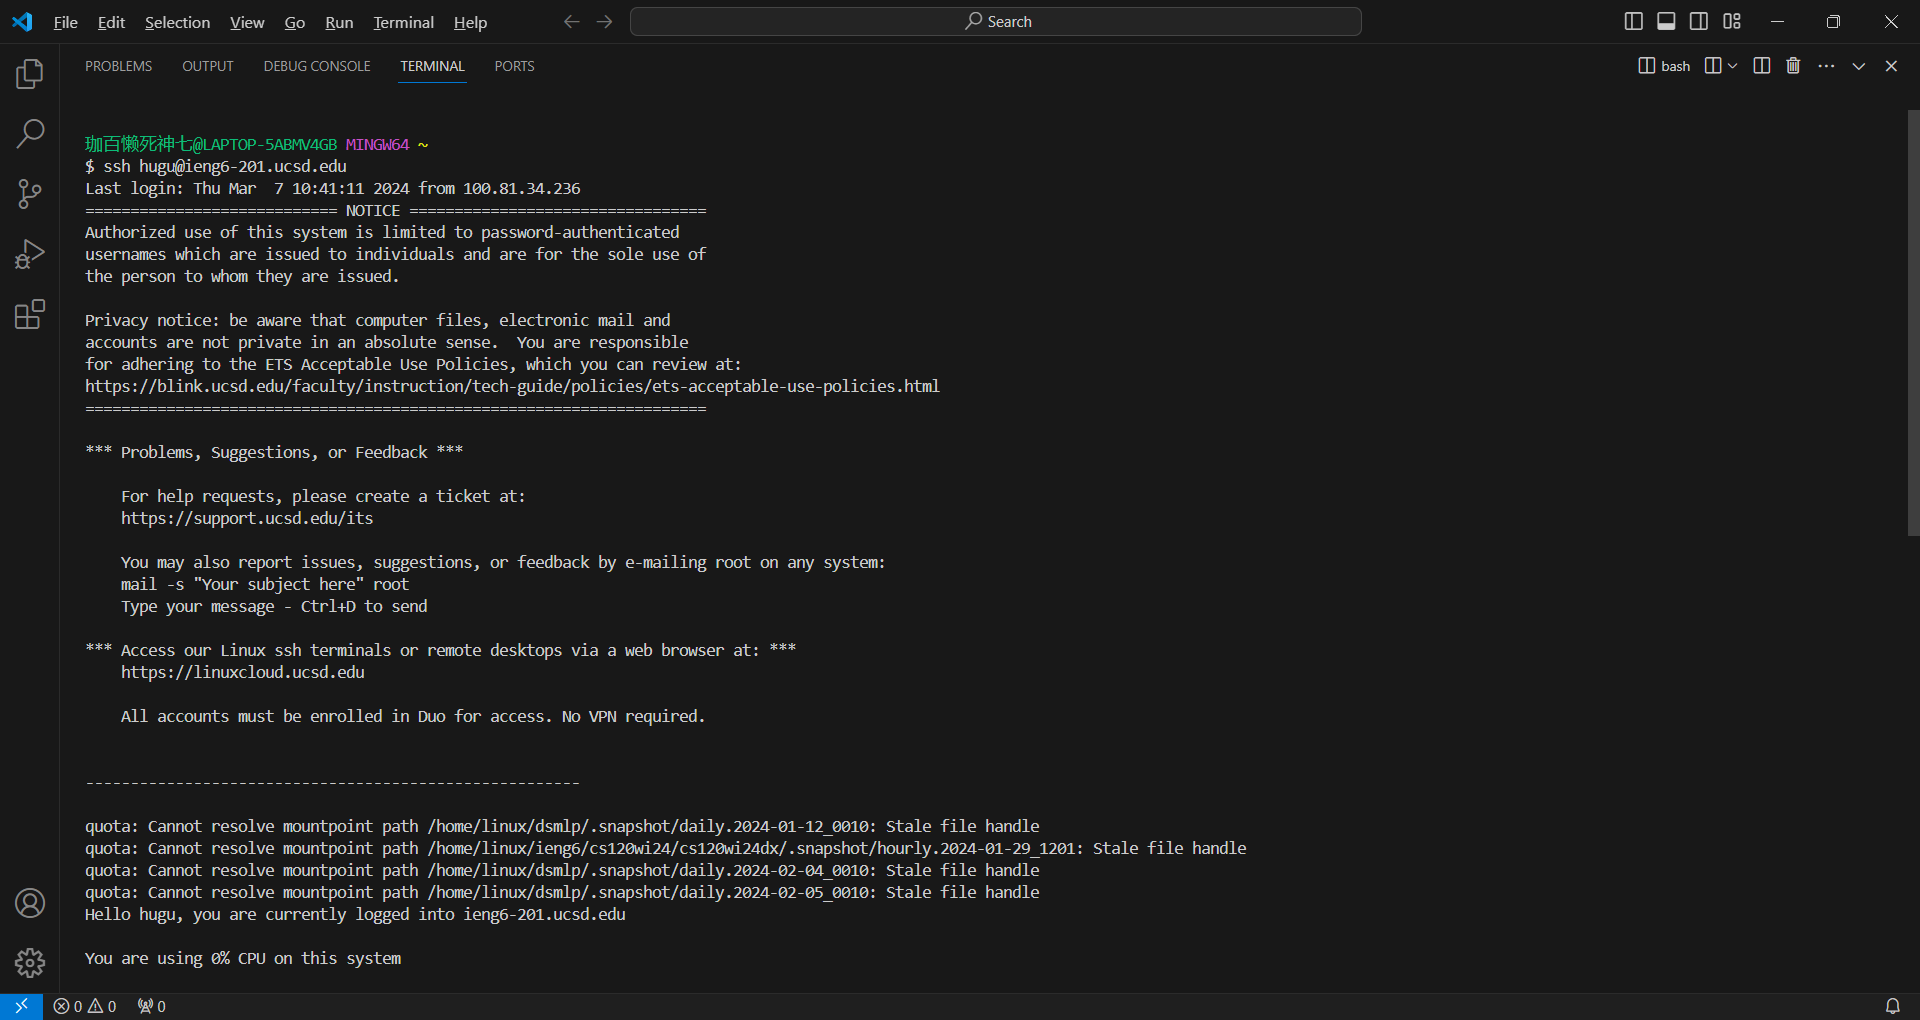 File Edit Selection View Go Run Terminal Help Search
PROBLEMS OUTPUT DEBUG CONSOLE TERMINAL PORTS bash
珈百懒死神七@LAPTOP-5ABMV4GB MINGW64 ~
$ ssh hugu@ieng6-201.ucsd.edu
Last login: Thu Mar  7 10:41:11 2024 from 100.81.34.236
============================ NOTICE =================================
Authorized use of this system is limited to password-authenticated
usernames which are issued to individuals and are for the sole use of
the person to whom they are issued.
Privacy notice: be aware that computer files, electronic mail and
accounts are not private in an absolute sense.  You are responsible
for adhering to the ETS Acceptable Use Policies, which you can review at:
https://blink.ucsd.edu/faculty/instruction/tech-guide/policies/ets-acceptable-use-policies.html
=====================================================================
*** Problems, Suggestions, or Feedback ***
For help requests, please create a ticket at:
https://support.ucsd.edu/its
You may also report issues, suggestions, or feedback by e-mailing root on any system:
mail -s "Your subject here" root
Type your message - Ctrl+D to send
*** Access our Linux ssh terminals or remote desktops via a web browser at: ***
https://linuxcloud.ucsd.edu
All accounts must be enrolled in Duo for access. No VPN required.
-------------------------------------------------------
quota: Cannot resolve mountpoint path /home/linux/dsmlp/.snapshot/daily.2024-01-12_0010: Stale file handle
quota: Cannot resolve mountpoint path /home/linux/ieng6/cs120wi24/cs120wi24dx/.snapshot/hourly.2024-01-29_1201: Stale file handle
quota: Cannot resolve mountpoint path /home/linux/dsmlp/.snapshot/daily.2024-02-04_0010: Stale file handle
quota: Cannot resolve mountpoint path /home/linux/dsmlp/.snapshot/daily.2024-02-05_0010: Stale file handle
Hello hugu, you are currently logged into ieng6-201.ucsd.edu
You are using 0% CPU on this system
0 0 0